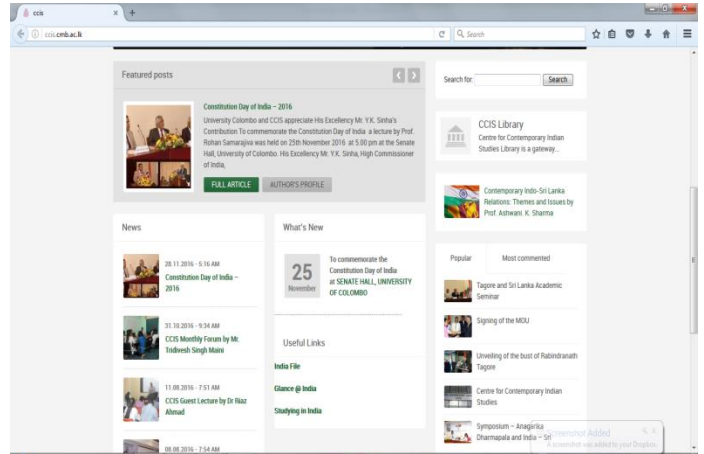 ccis
ccis.cmb.ac.lk
Search
Featured posts
Constitution Day of India – 2016
University Colombo and CCIS appreciate His Excellency Mr. Y.K. Sinha's
Contribution To commemorate the Constitution Day of India a lecture by Prof.
Rohan Samarajiva was held on 25th November 2016 at 5.00 pm at the Senate
Hall, University of Colombo. His Excellency Mr. Y.K. Sinha, High Commissioner
of India,
FULL ARTICLE
AUTHOR'S PROFILE
News
28.11.2016 - 5:16 AM
Constitution Day of India –
2016
31.10.2016 - 9:34 AM
CCIS Monthly Forum by Mr.
Tridivesh Singh Maini
11.08.2016 - 7:51 AM
CCIS Guest Lecture by Dr Riaz
Ahmad
08.08.2016 - 7:54 AM
What's New
25
November
To commemorate the
Constitution Day of India
at SENATE HALL, UNIVERSITY
OF COLOMBO
Useful Links
India File
Glance @ India
Studying in India
Search for:
Search
CCIS Library
Centre for Contemporary Indian
Studies Library is a gateway...
Contemporary Indo-Sri Lanka
Relations: Themes and Issues by
Prof. Ashwani. K. Sharma
Popular
Most commented
Tagore and Sri Lanka Academic
Seminar
Signing of the MOU
Unveiling of the bust of Rabindranath
Tagore
Centre for Contemporary Indian
Studies
Symposium – Anagarika
Dharmapala and India – Sri
Screenshot Added
A screenshot was added to your Dropbox.